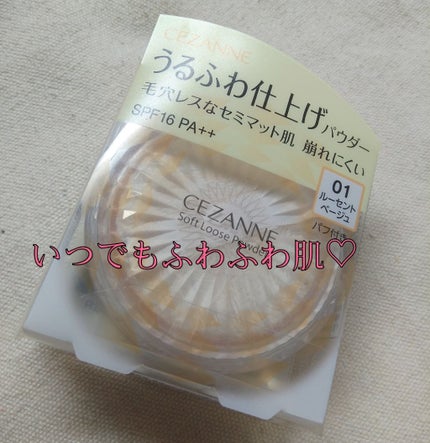 CEZANNE
うるふわ仕上げパウダー
毛穴レスなセミマット肌 崩れにくい
SPF16 PA++
01
ルーセント
ベージュ
パフ付き
CEZANNE
Soft Loose Powder
いつでもふわふわ肌♡